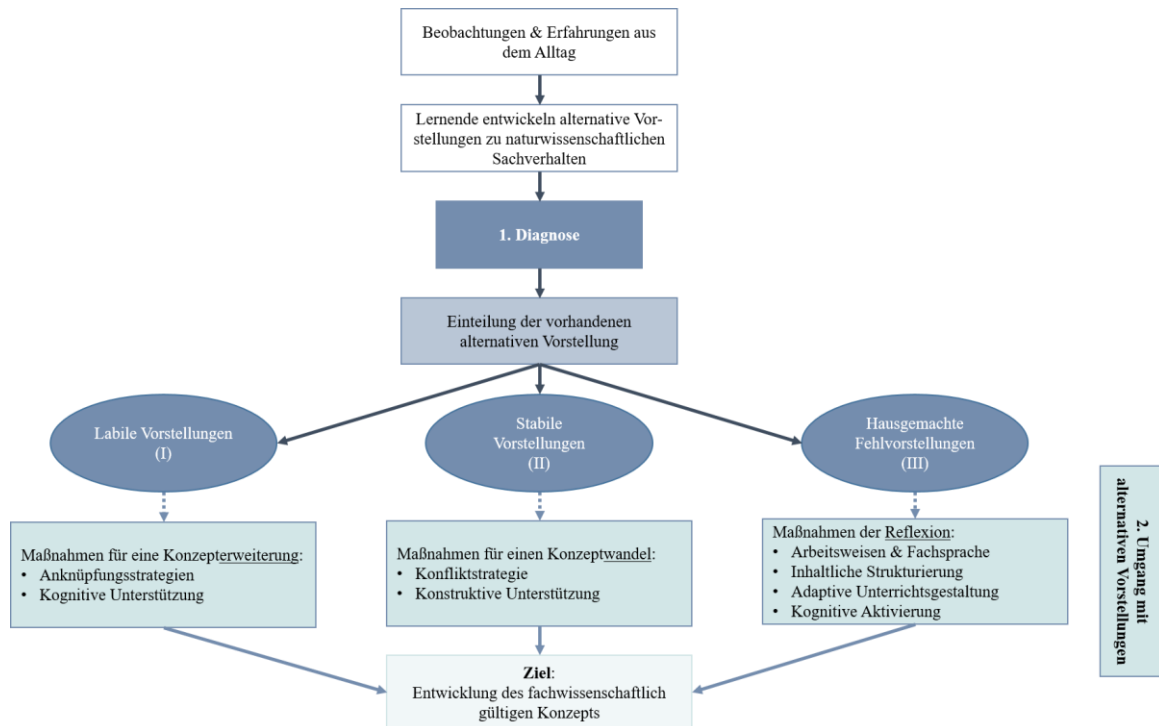 Beobachtungen & Erfahrungen aus
dem Alltag
Lernende entwickeln alternative Vor-
stellungen zu naturwissenschaftlichen
Sachverhalten
1. Diagnose
Einteilung der vorhandenen
alternativen Vorstellung
Labile Vorstellungen
(I)
Stabile
Vorstellungen
(II)
Hausgemachte
Fehlvorstellungen
(III)
Maßnahmen für eine Konzepterweiterung:
• Anknüpfungsstrategien
• Kognitive Unterstützung
Maßnahmen für einen Konzeptwandel:
• Konfliktstrategie
• Konstruktive Unterstützung
Maßnahmen der Reflexion:
• Arbeitsweisen & Fachsprache
• Inhaltliche Strukturierung
• Adaptive Unterrichtsgestaltung
• Kognitive Aktivierung
2. Umgang mit
alternativen Vorstellungen
Ziel:
Entwicklung des fachwissenschaftlich
gültigen Konzepts